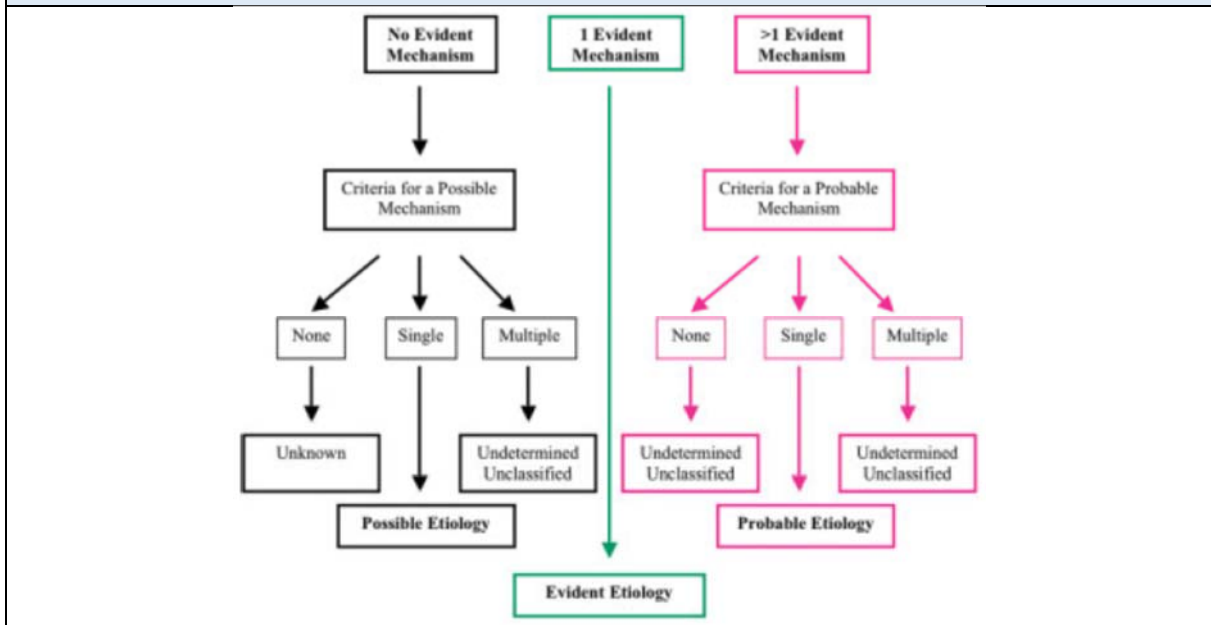 No Evident
Mechanism
1 Evident
Mechanism
>1 Evident
Mechanism
Criteria for a Possible
Mechanism
Criteria for a Probable
Mechanism
None
Single
Multiple
None
Single
Multiple
Unknown
Undetermined
Unclassified
Undetermined
Unclassified
Undetermined
Unclassified
Possible Etiology
Probable Etiology
Evident Etiology